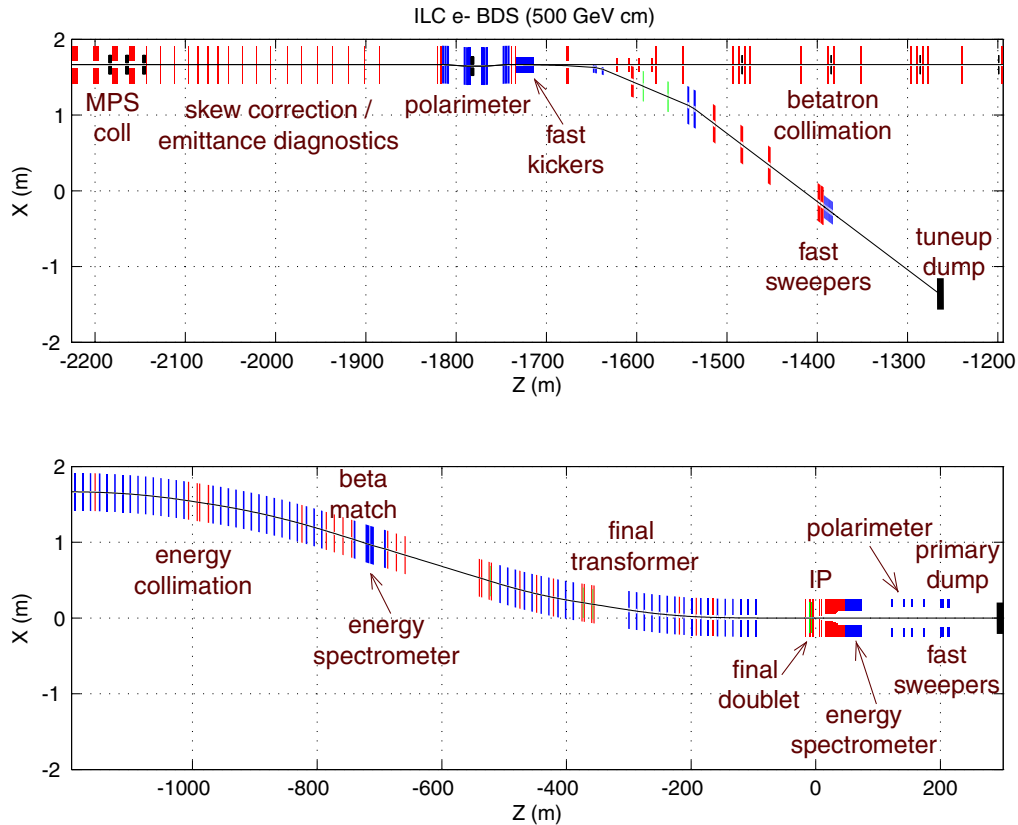 ILC e- BDS (500 GeV cm)
2
1
0
-1
-2
X (m)
MPS
coll
skew correction /
emittance diagnostics
polarimeter
fast
kickers
betatron
collimation
fast
sweepers
tuneup
dump
-2200
-2100
-2000
-1900
-1800
-1700
-1600
-1500
-1400
-1300
-1200
Z (m)
2
1
0
-1
-2
X (m)
energy
collimation
beta
match
energy
spectrometer
final
transformer
IP
polarimeter
primary
dump
final
doublet
energy
spectrometer
fast
sweepers
-1000
-800
-600
-400
-200
0
200
Z (m)